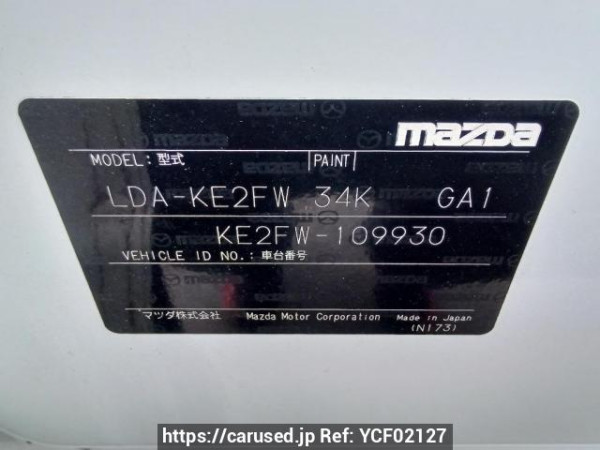 mazda
MODEL: 型式 PAINT
LDA-KE2FW 34K GA1
KE2FW-109930
VEHICLE ID NO.: 車台番号
マツダ株式会社 Mazda Motor Corporation Made in Japan
(N173)
https://carused.jp Ref: YCF02127